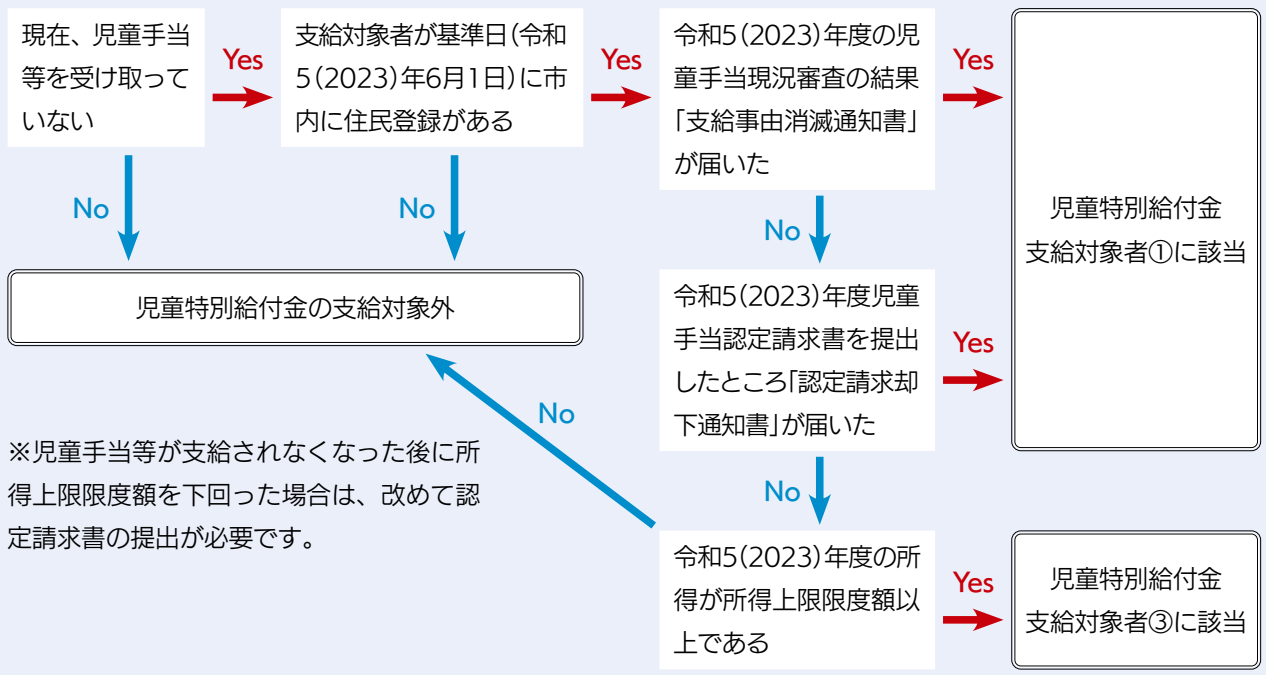 現在、児童手当
等を受け取って
いない
Yes
支給対象者が基準日(令和
5(2023)年6月1日)に市
内に住民登録がある
Yes
令和5(2023)年度の児
童手当現況審査の結果
「支給事由消滅通知書」
が届いた
Yes
児童特別給付金
支給対象者①に該当
No
No
No
児童特別給付金の支給対象外
令和5(2023)年度児童
手当認定請求書を提出
したところ「認定請求却
下通知書」が届いた
Yes
No
※児童手当等が支給されなくなった後に所
得上限限度額を下回った場合は、改めて認
定請求書の提出が必要です。
No
令和5(2023)年度の所
得が所得上限限度額以
上である
Yes
児童特別給付金
支給対象者③に該当